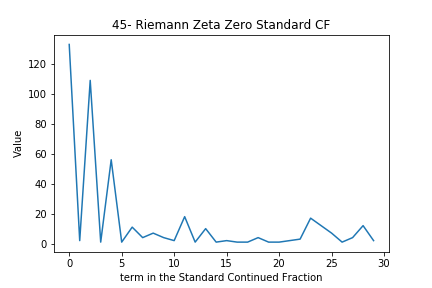 45- Riemann Zeta Zero Standard CF
Value
120
100
80
60
40
20
0
0 5 10 15 20 25 30
term in the Standard Continued Fraction